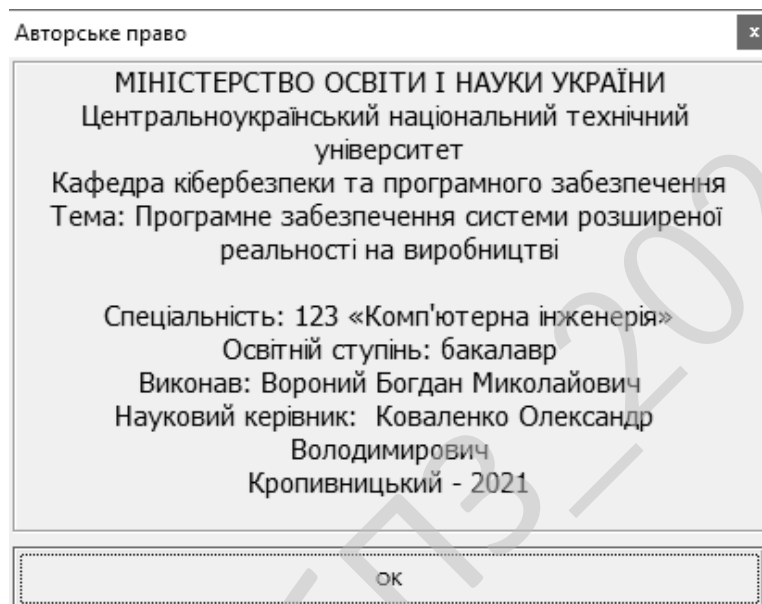 Авторське право
x
МІНІСТЕРСТВО ОСВІТИ І НАУКИ УКРАЇНИ
Центральноукраїнський національний технічний
університет
Кафедра кібербезпеки та програмного забезпечення
Тема: Програмне забезпечення системи розширеної
реальності на виробництві
Спеціальність: 123 «Комп'ютерна інженерія»
Освітній ступінь: бакалавр
Виконав: Вороний Богдан Миколайович
Науковий керівник: Коваленко Олександр
Володимирович
Кропивницький - 2021
ОК